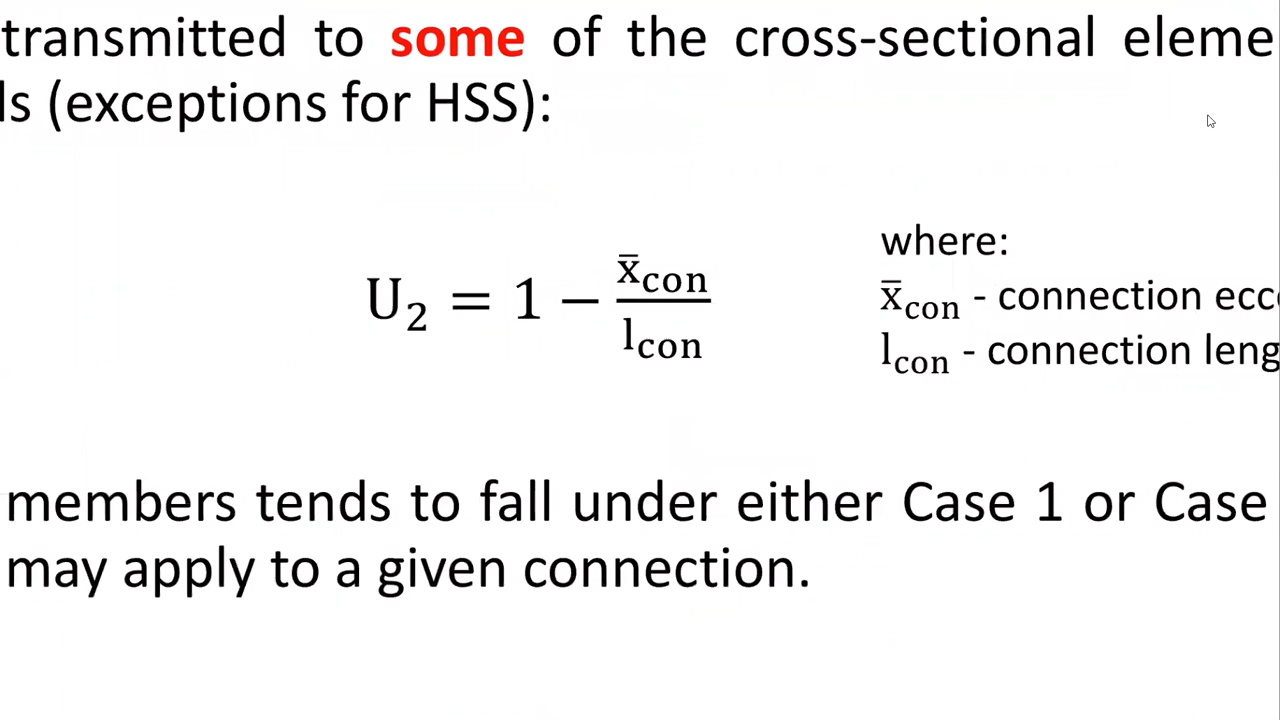 transmitted to some of the cross-sectional eleme
ls (exceptions for HSS):
where:
U₂ = 1 − x̄con / lcon
x̄con - connection ecc
lcon - connection leng
members tends to fall under either Case 1 or Case
may apply to a given connection.